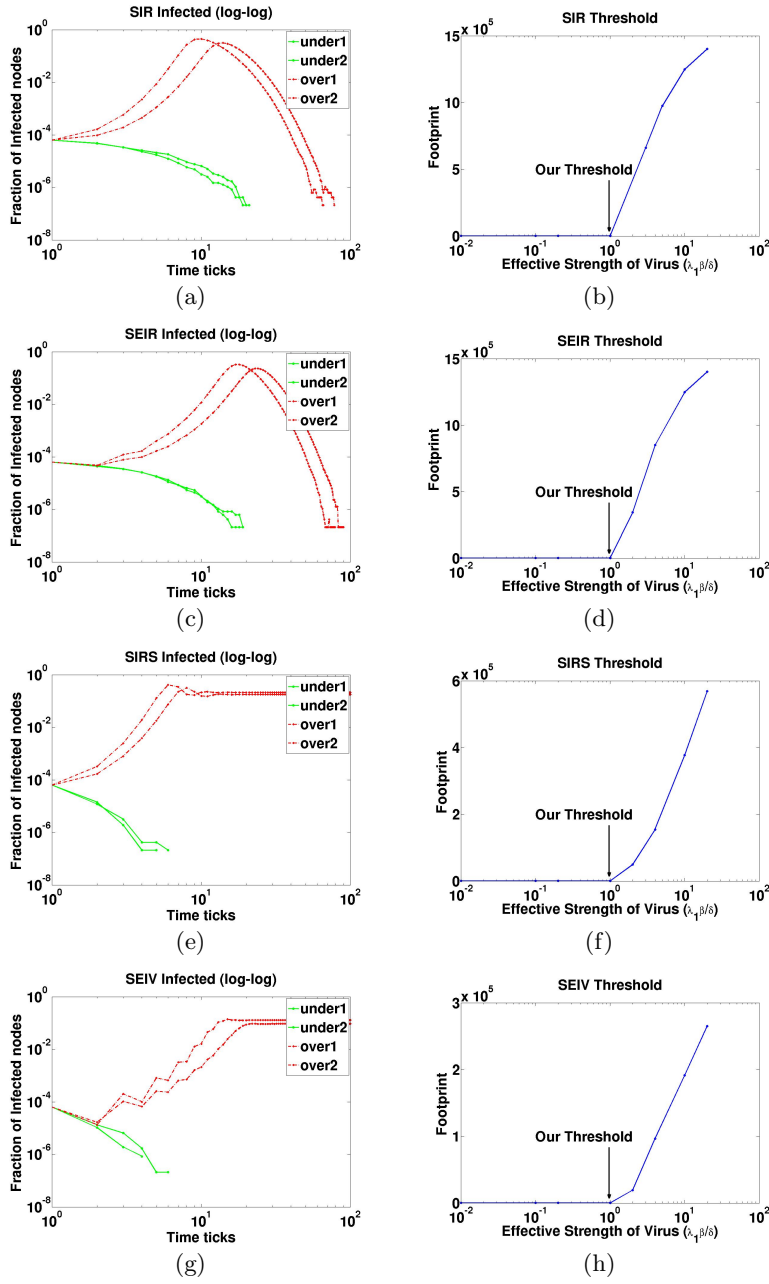 SIR Infected (log-log)
Fraction of Infected nodes
10^0
10^-2
10^-4
10^-6
10^-8
under1
under2
over1
over2
10^0
10^1
10^2
Time ticks
(a)
SIR Threshold
15 x 10^5
10
5
0
Footprint
Our Threshold
10^-2
10^-1
10^0
10^1
10^2
Effective Strength of Virus (λ_1β/δ)
(b)
SEIR Infected (log-log)
Fraction of Infected nodes
10^0
10^-2
10^-4
10^-6
10^-8
under1
under2
over1
over2
10^0
10^1
10^2
Time ticks
(c)
SEIR Threshold
15 x 10^5
10
5
0
Footprint
Our Threshold
10^-2
10^-1
10^0
10^1
10^2
Effective Strength of Virus (λ_1β/δ)
(d)
SIRS Infected (log-log)
Fraction of Infected nodes
10^0
10^-2
10^-4
10^-6
10^-8
under1
under2
over1
over2
10^0
10^1
10^2
Time ticks
(e)
SIRS Threshold
6 x 10^5
4
2
0
Footprint
Our Threshold
10^-2
10^-1
10^0
10^1
10^2
Effective Strength of Virus (λ_1β/δ)
(f)
SEIV Infected (log-log)
Fraction of Infected nodes
10^0
10^-2
10^-4
10^-6
10^-8
under1
under2
over1
over2
10^0
10^1
10^2
Time ticks
(g)
SEIV Threshold
3 x 10^5
2
1
0
Footprint
Our Threshold
10^-2
10^-1
10^0
10^1
10^2
Effective Strength of Virus (λ_1β/δ)
(h)